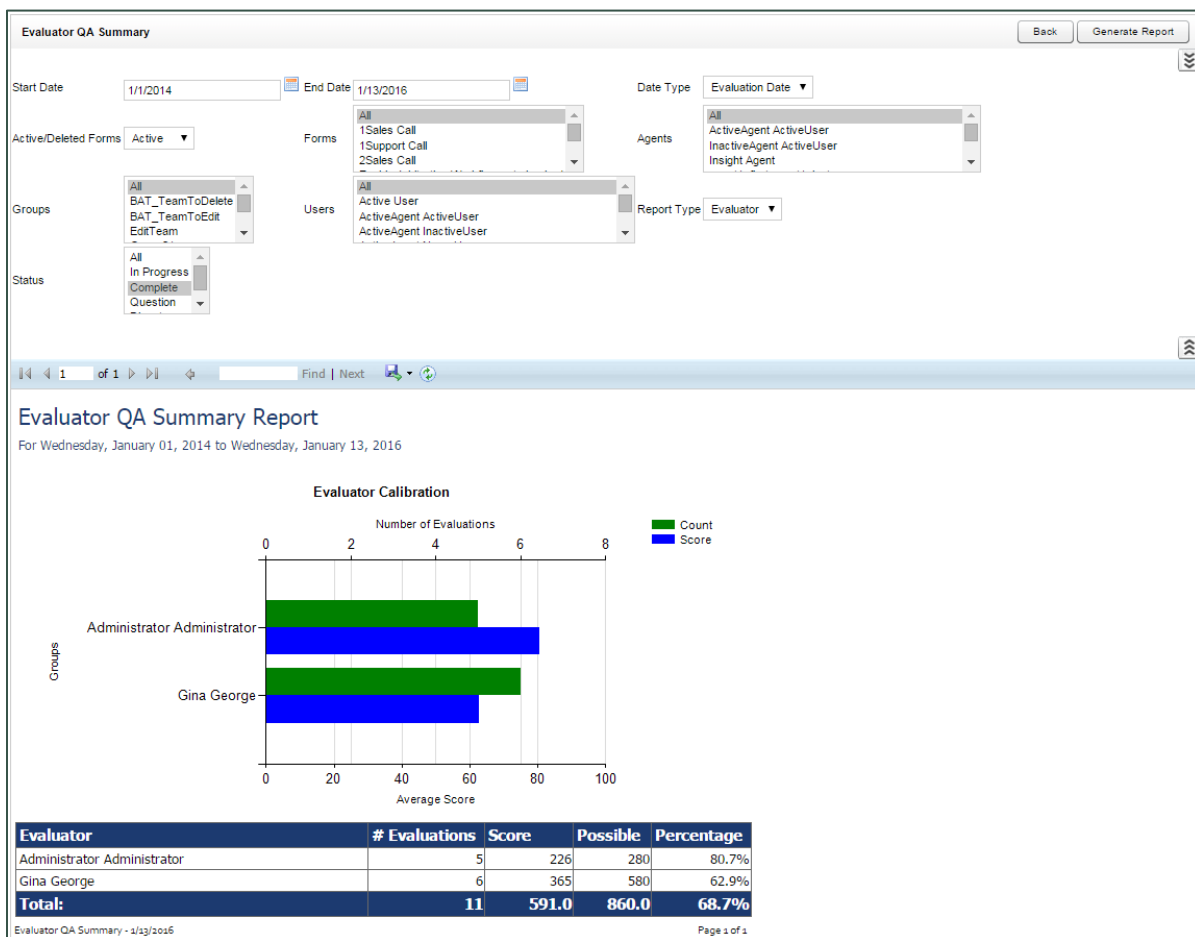 Evaluator QA Summary Back Generate Report
Start Date 1/1/2014 End Date 1/13/2016 Date Type Evaluation Date
Active/Deleted Forms Active Forms
All
1Sales Call
1Support Call
2Sales Call
Agents
All
ActiveAgent ActiveUser
InactiveAgent ActiveUser
Insight Agent
Groups
All
BAT_TeamToDelete
BAT_TeamToEdit
EditTeam
Users
All
Active User
ActiveAgent ActiveUser
ActiveAgent InactiveUser
Report Type Evaluator
Status
All
In Progress
Complete
Question
1 of 1 Find | Next
Evaluator QA Summary Report
For Wednesday, January 01, 2014 to Wednesday, January 13, 2016
Evaluator Calibration
Number of Evaluations
0 2 4 6 8
Count
Score
Groups
Administrator Administrator
Gina George
0 20 40 60 80 100
Average Score
Evaluator # Evaluations Score Possible Percentage
Administrator Administrator 5 226 280 80.7%
Gina George 6 365 580 62.9%
Total: 11 591.0 860.0 68.7%
Evaluator QA Summary - 1/13/2016 Page 1 of 1